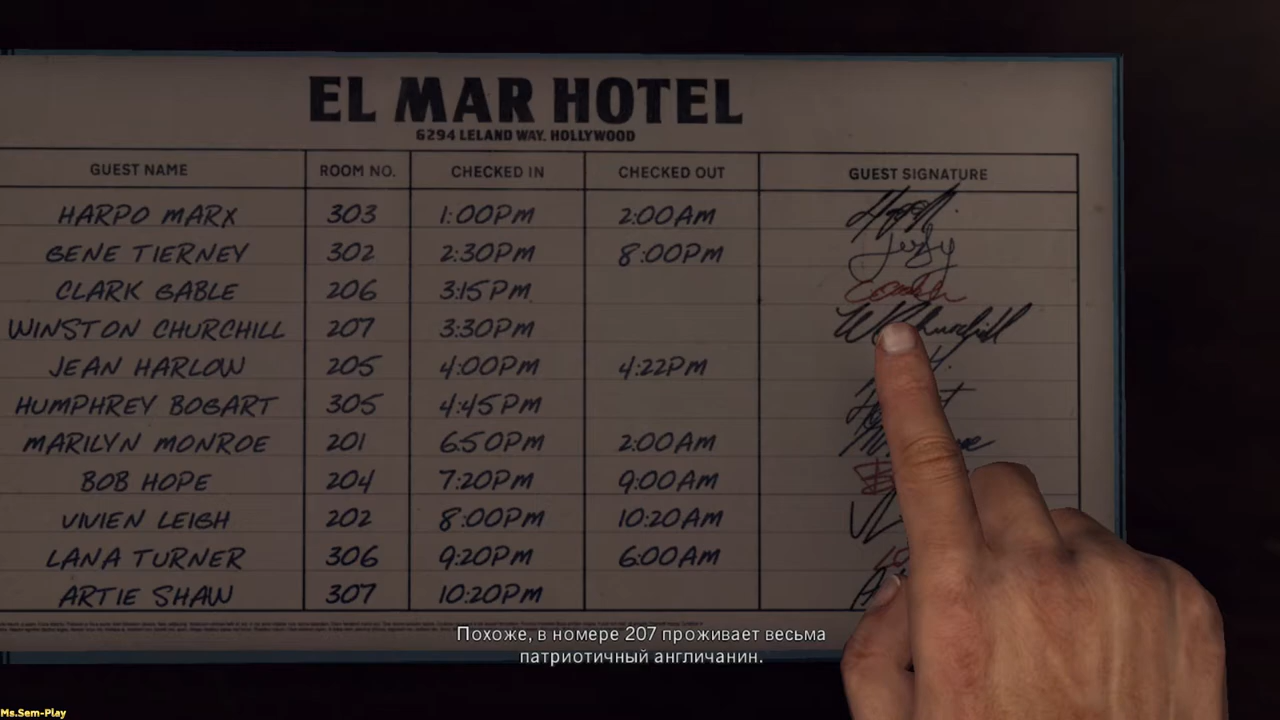 EL MAR HOTEL
6294 LELAND WAY. HOLLYWOOD
GUEST NAME ROOM NO. CHECKED IN CHECKED OUT GUEST SIGNATURE
HARPO MARX 303 1:00PM 2:00AM
GENE TIERNEY 302 2:30PM 8:00PM
CLARK GABLE 206 3:15PM
WINSTON CHURCHILL 207 3:30PM WChurchill
JEAN HARLOW 205 4:00PM 4:22PM
HUMPHREY BOGART 305 4:45PM
MARILYN MONROE 201 6:50PM 2:00AM
BOB HOPE 204 7:20PM 9:00AM
VIVIEN LEIGH 202 8:00PM 10:20AM
LANA TURNER 306 9:20PM 6:00AM
ARTIE SHAW 307 10:20PM
Похоже, в номере 207 проживает весьма
патриотичный англичанин.
Ms.Sem-Play